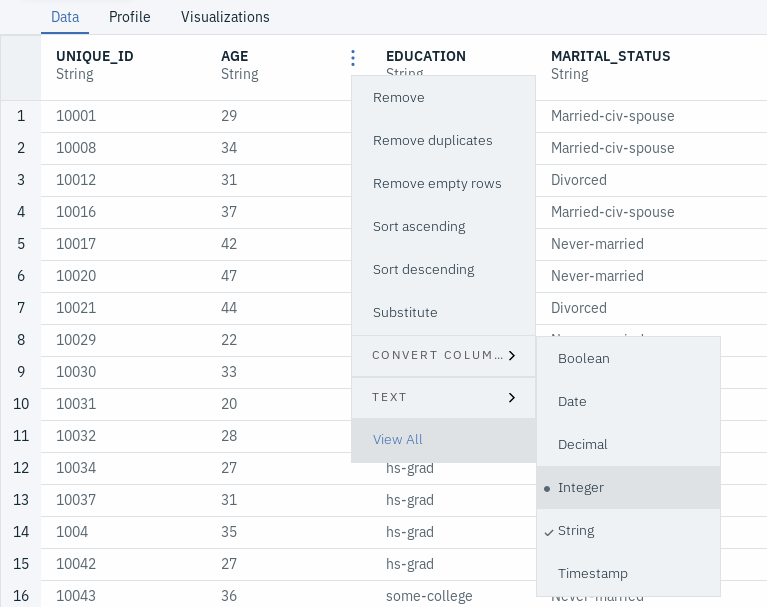 Data Profile Visualizations
UNIQUE_ID AGE EDUCATION MARITAL_STATUS
String String String String
1 10001 29 Married-civ-spouse
2 10008 34 Married-civ-spouse
3 10012 31 Divorced
4 10016 37 Married-civ-spouse
5 10017 42 Never-married
6 10020 47 Never-married
7 10021 44 Divorced
8 10029 22
9 10030 33
10 10031 20
11 10032 28
12 10034 27 hs-grad
13 10037 31 hs-grad
14 1004 35 hs-grad
15 10042 27 hs-grad
16 10043 36 some-college Never-married
Remove
Remove duplicates
Remove empty rows
Sort ascending
Sort descending
Substitute
CONVERT COLUM...
TEXT
View All
Boolean
Date
Decimal
Integer
String
Timestamp